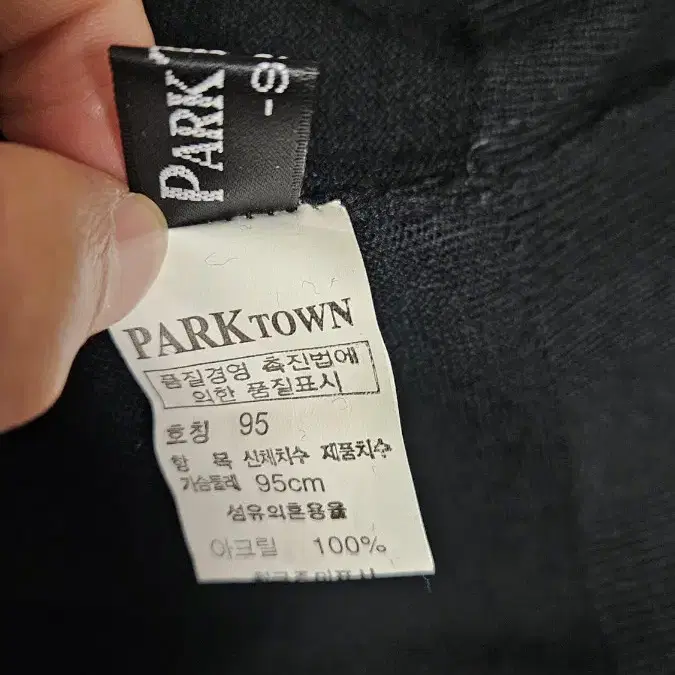 PARK
-9
PARKTOWN
품질경영 촉진법에
의한 품질표시
호칭 95
항 목 신체치수 제품치수
가슴둘레 95cm
섬유의혼용율
아크릴 100%